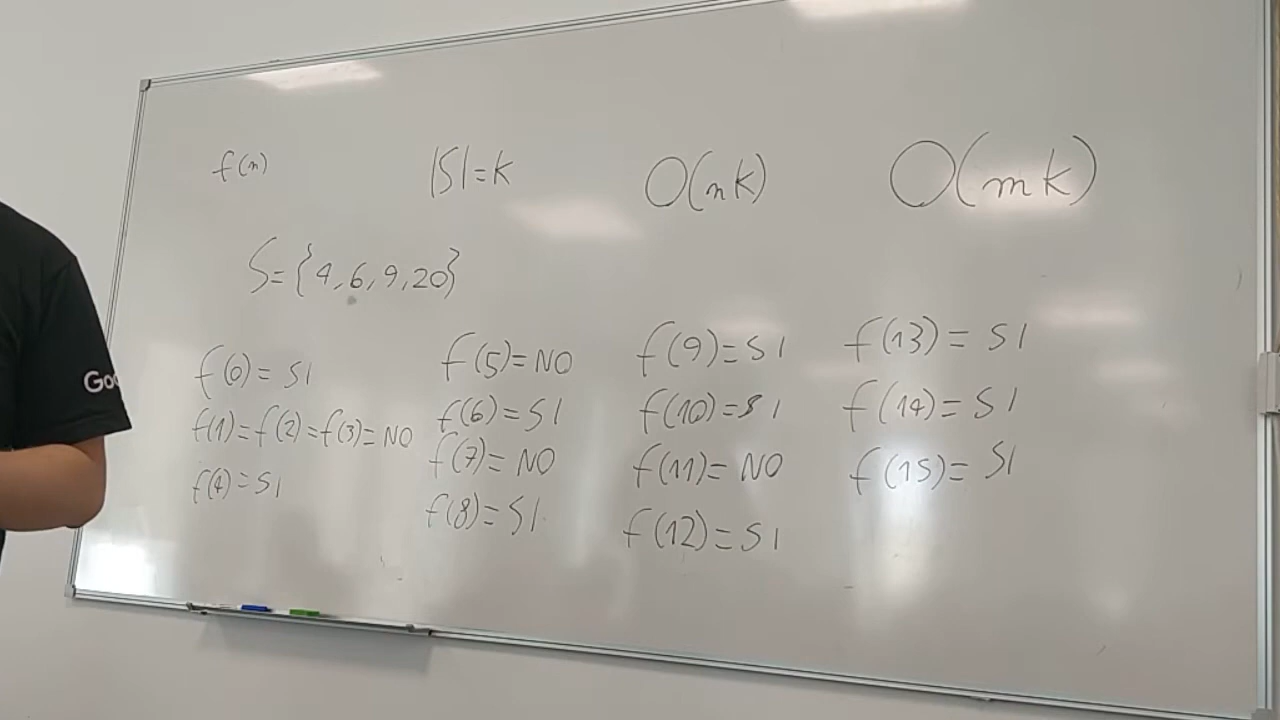 f(n)
|S|=k
O(nk)
O(mk)
S={4,6,9,20}
f(0)=SI
f(1)=f(2)=f(3)=NO
f(4)=SI
f(5)=NO
f(6)=SI
f(7)=NO
f(8)=SI
f(9)=SI
f(10)=SI
f(11)=NO
f(12)=SI
f(13)=SI
f(14)=SI
f(15)=SI
Goo